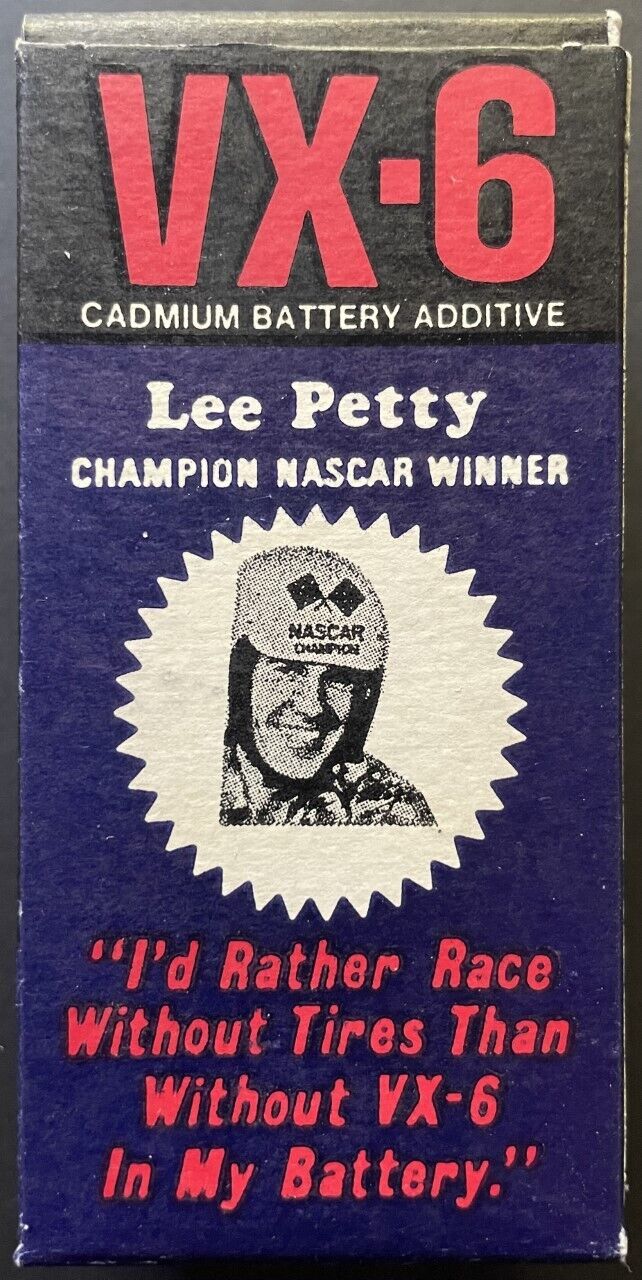 VX-6
CADMIUM BATTERY ADDITIVE
Lee Petty
CHAMPION NASCAR WINNER
NASCAR
CHAMPION
"I'd Rather Race
Without Tires Than
Without VX-6
In My Battery."